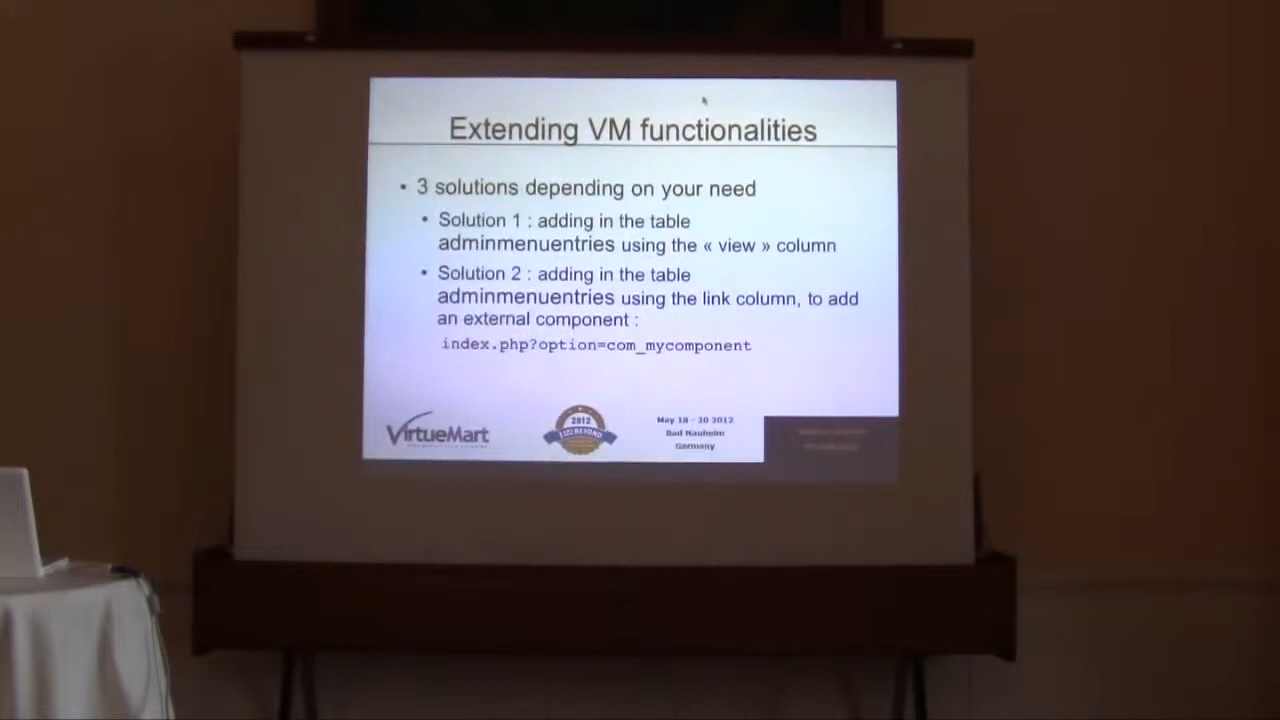 Extending VM functionalities
• 3 solutions depending on your need
• Solution 1 : adding in the table
adminmenuentries using the « view » column
• Solution 2 : adding in the table
adminmenuentries using the link column, to add
an external component :
index.php?option=com_mycomponent
VirtueMart
2012
BEYOND
May 18 - 20 2012
Bad Nauheim
Germany